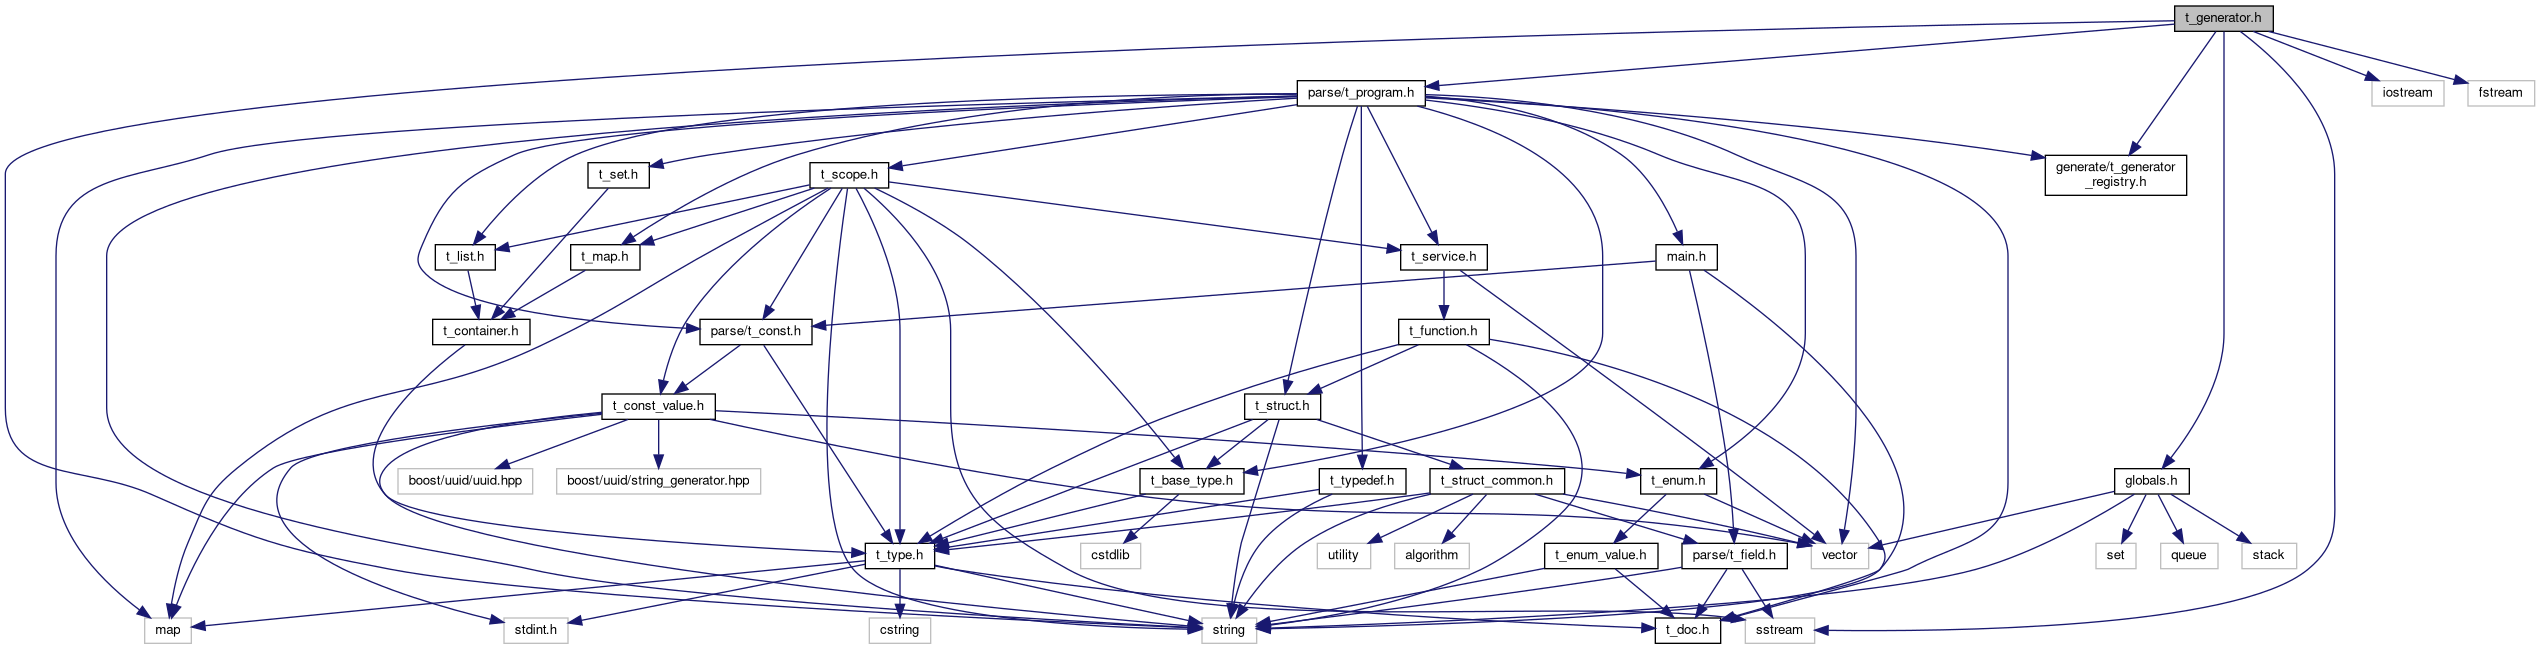 t_generator.h
parse/t_program.h
iostream
fstream
t_set.h
t_scope.h
generate/t_generator
_registry.h
t_list.h
t_map.h
t_service.h
main.h
t_container.h
parse/t_const.h
t_function.h
t_const_value.h
t_struct.h
boost/uuid/uuid.hpp
boost/uuid/string_generator.hpp
t_base_type.h
t_typedef.h
t_struct_common.h
t_enum.h
globals.h
t_type.h
cstdlib
utility
algorithm
t_enum_value.h
parse/t_field.h
vector
set
queue
stack
map
stdint.h
cstring
string
t_doc.h
sstream